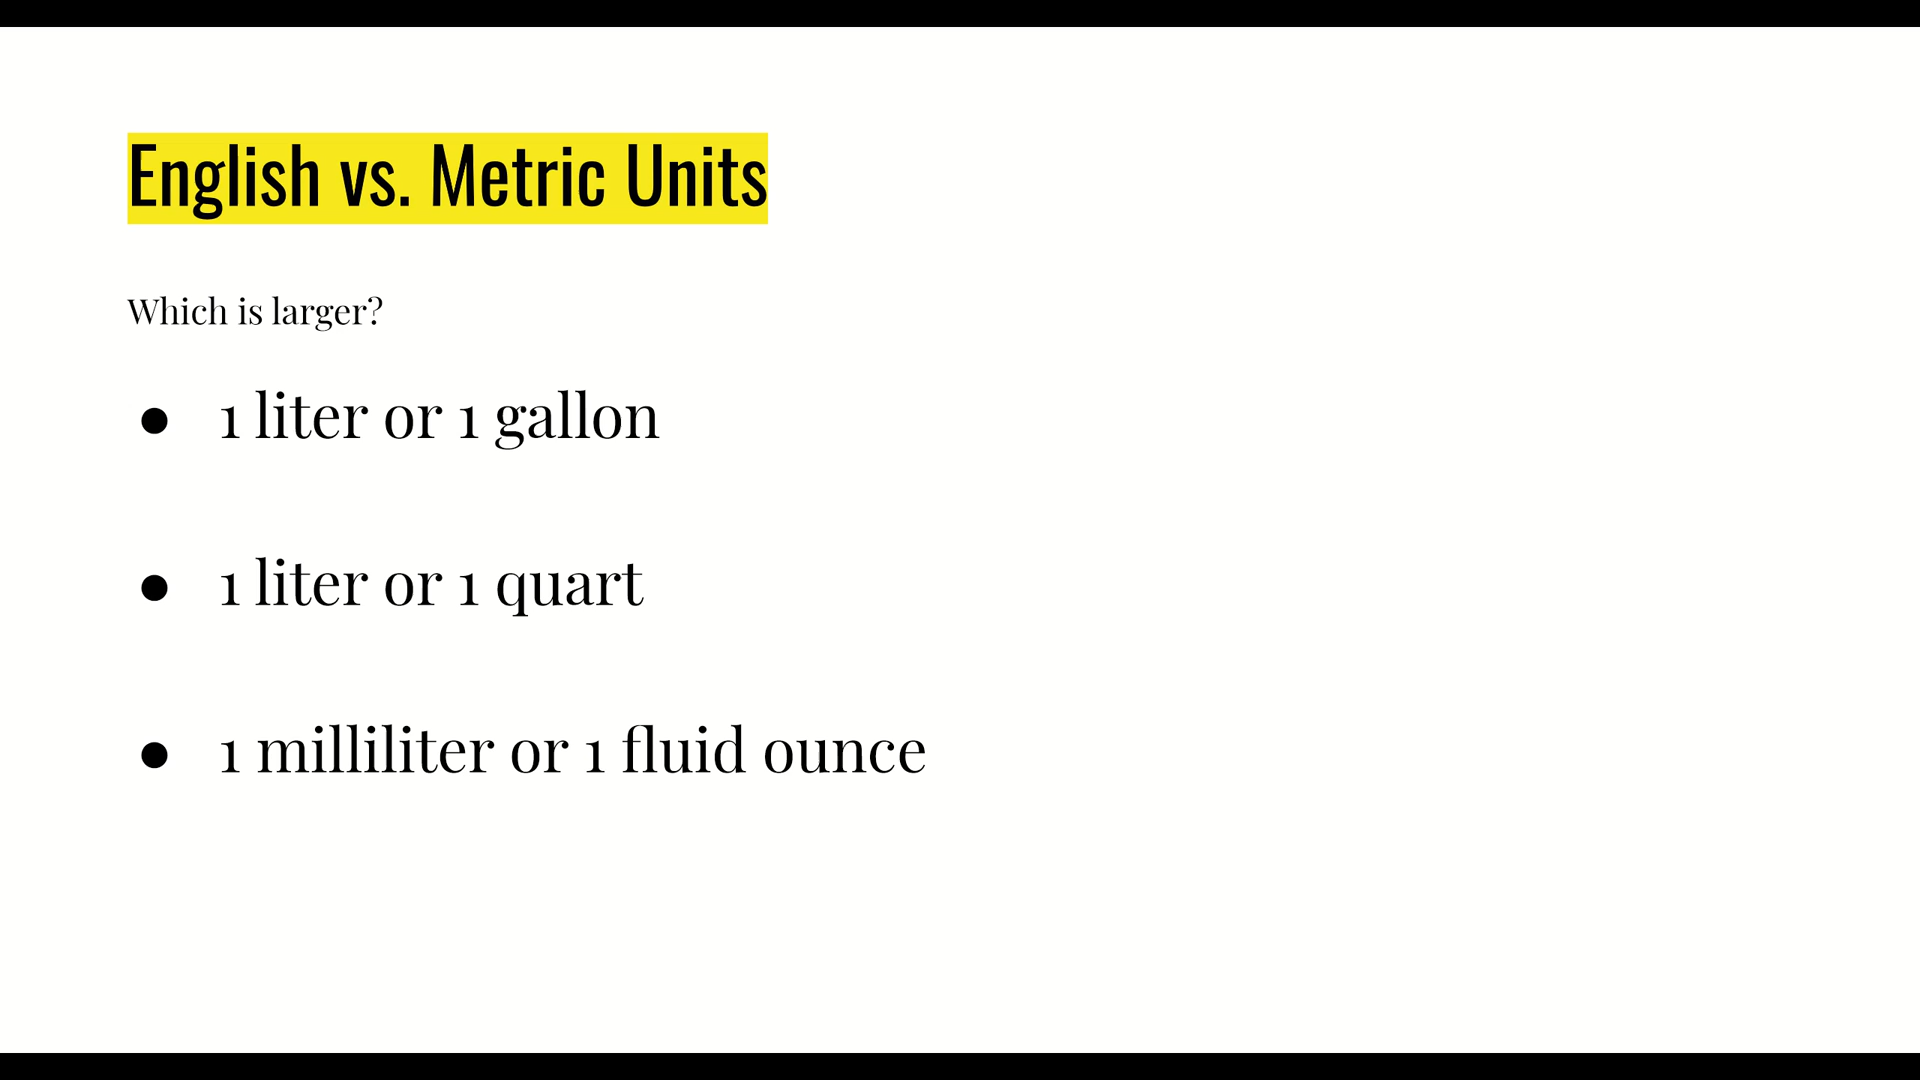 English vs. Metric Units
Which is larger?
● 1 liter or 1 gallon
● 1 liter or 1 quart
● 1 milliliter or 1 fluid ounce